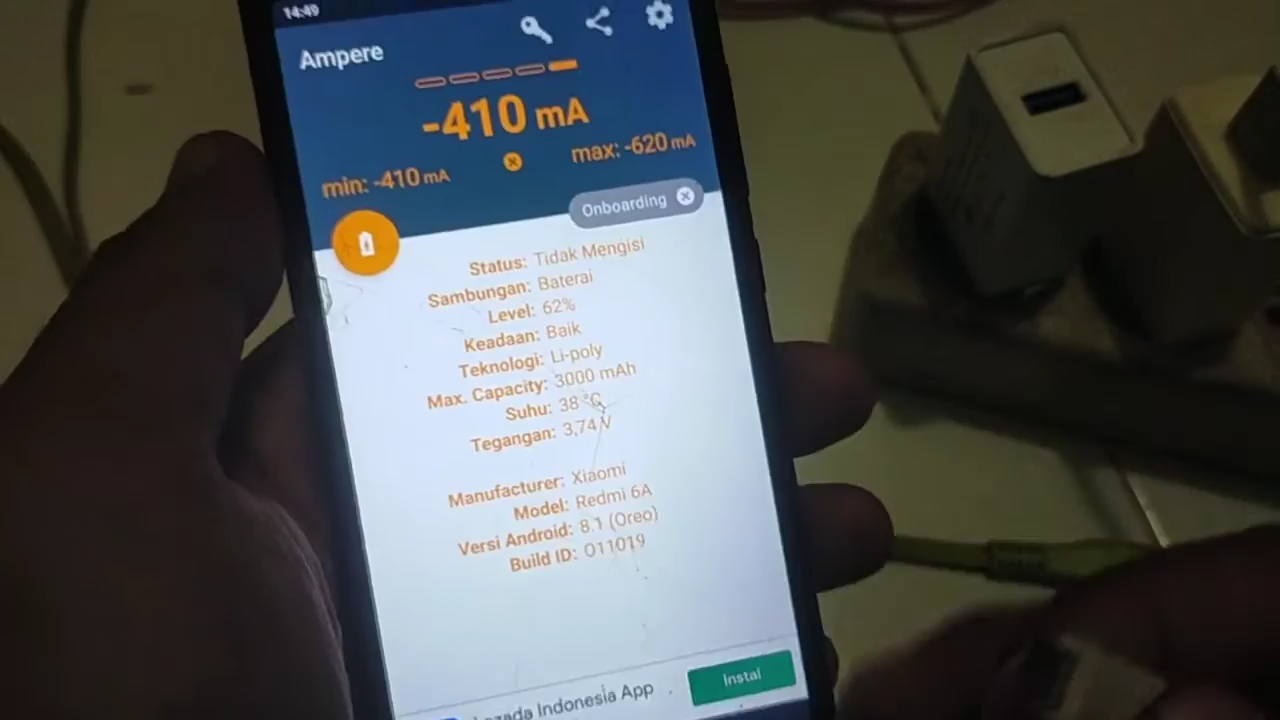 14:49
Ampere
-410 mA
min: -410 mA
max: -620 mA
Onboarding
Status: Tidak Mengisi
Sambungan: Baterai
Level: 62%
Keadaan: Baik
Teknologi: Li-poly
Max. Capacity: 3000 mAh
Suhu: 38 °C
Tegangan: 3,74 V
Manufacturer: Xiaomi
Model: Redmi 6A
Versi Android: 8.1 (Oreo)
Build ID: O11019
Lazada Indonesia App
Instal